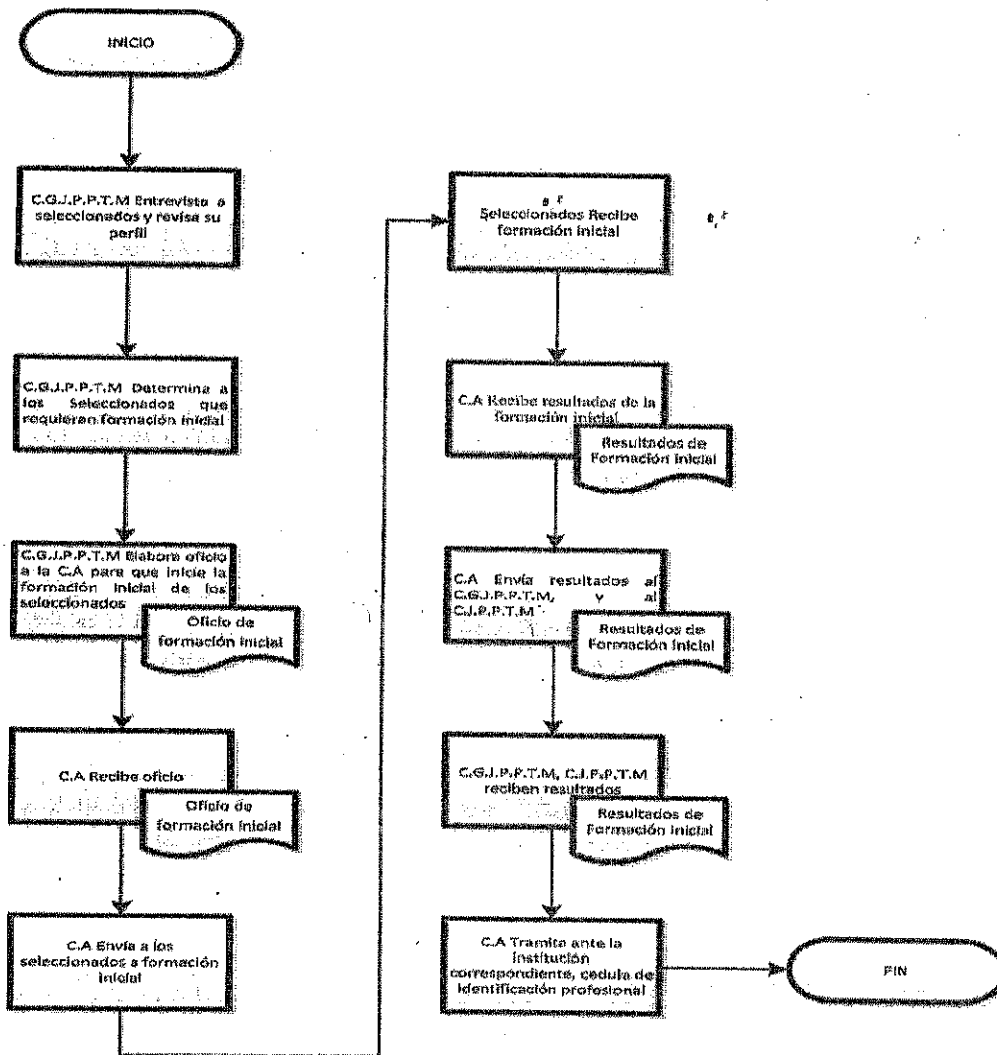 INICIO
C.G.J.P.P.T.M Entrevista a
seleccionados y revisa su
perfil
C.G.J.P.P.T.M Determina a
los Seleccionados que
requieran formación inicial
C.G.J.P.P.T.M Elabora oficio
a la C.A para que inicie la
formación inicial de los
seleccionados
Oficio de
formación inicial
C.A Recibe oficio
Oficio de
formación inicial
C.A Envía a los
seleccionados a formación
inicial
Seleccionados Recibe
formación inicial
C.A Recibe resultados de la
formación inicial
Resultados de
Formación Inicial
C.A Envía resultados al
C.G.J.P.P.T.M, y al
C.J.P.P.T.M
Resultados de
Formación Inicial
C.G.J.P.P.T.M, C.J.P.P.T.M
reciben resultados
Resultados de
Formación Inicial
C.A Tramita ante la
institución
correspondiente, cedula de
identificación profesional
FIN